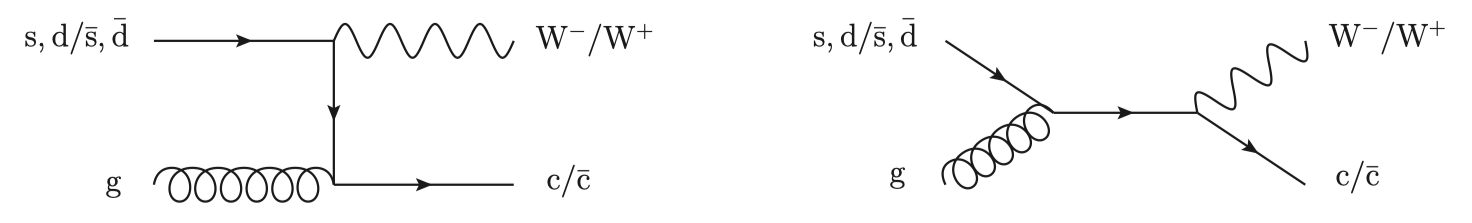 s, d/s̄, d̄ W⁻/W⁺
g c/c̄
s, d/s̄, d̄ W⁻/W⁺
g c/c̄